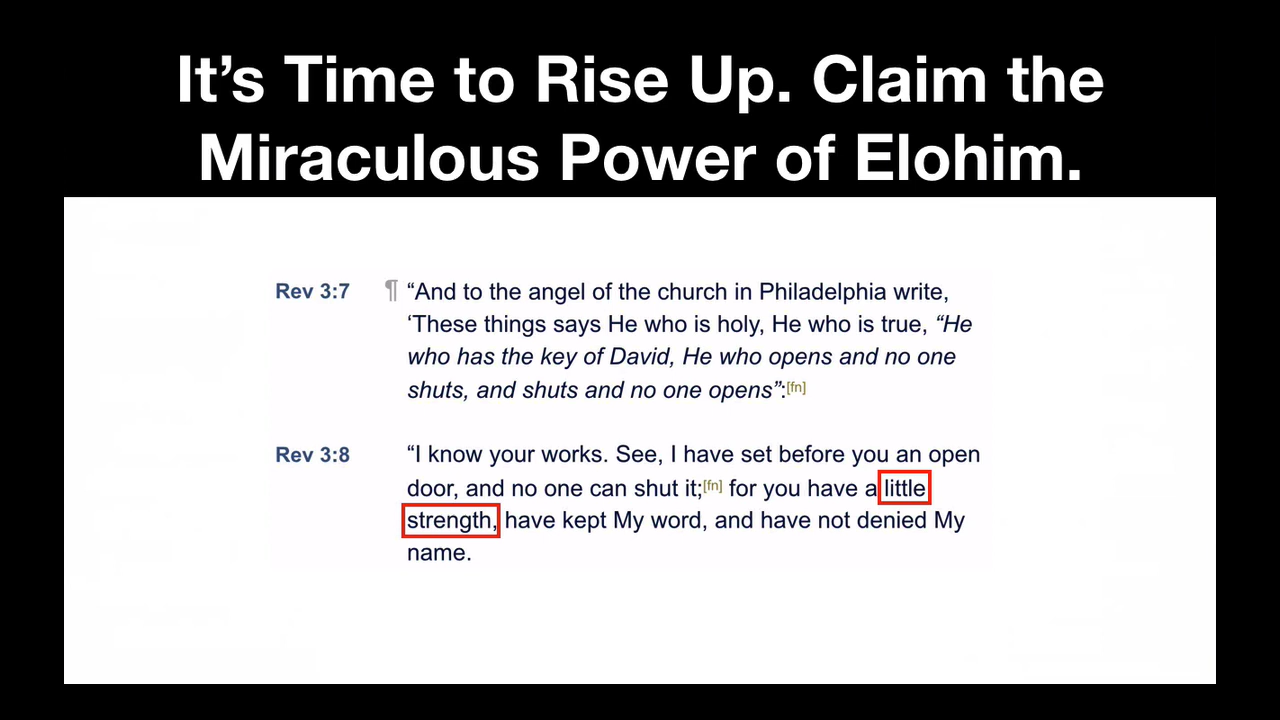 It’s Time to Rise Up. Claim the
Miraculous Power of Elohim.
Rev 3:7 ¶ “And to the angel of the church in Philadelphia write,
‘These things says He who is holy, He who is true, “He
who has the key of David, He who opens and no one
shuts, and shuts and no one opens”:[fn]
Rev 3:8 “I know your works. See, I have set before you an open
door, and no one can shut it;[fn] for you have a little
strength, have kept My word, and have not denied My
name.